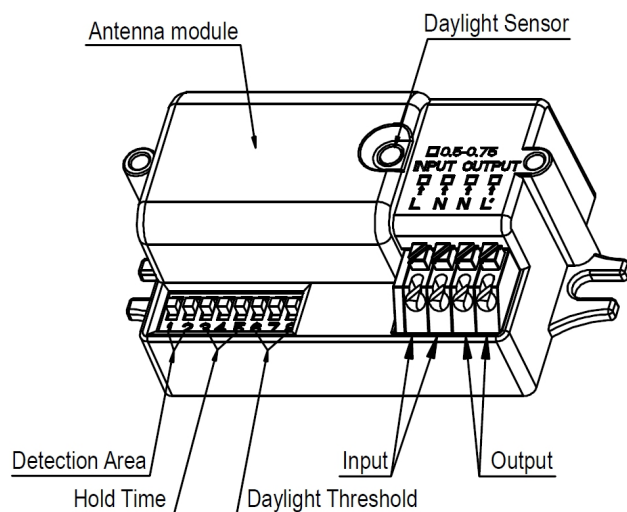 Antenna module
Daylight Sensor
□0.5-0.75
INPUT OUTPUT
L N N L'
1 2 3 4 5 6 7 8
Detection Area
Input
Output
Hold Time
Daylight Threshold